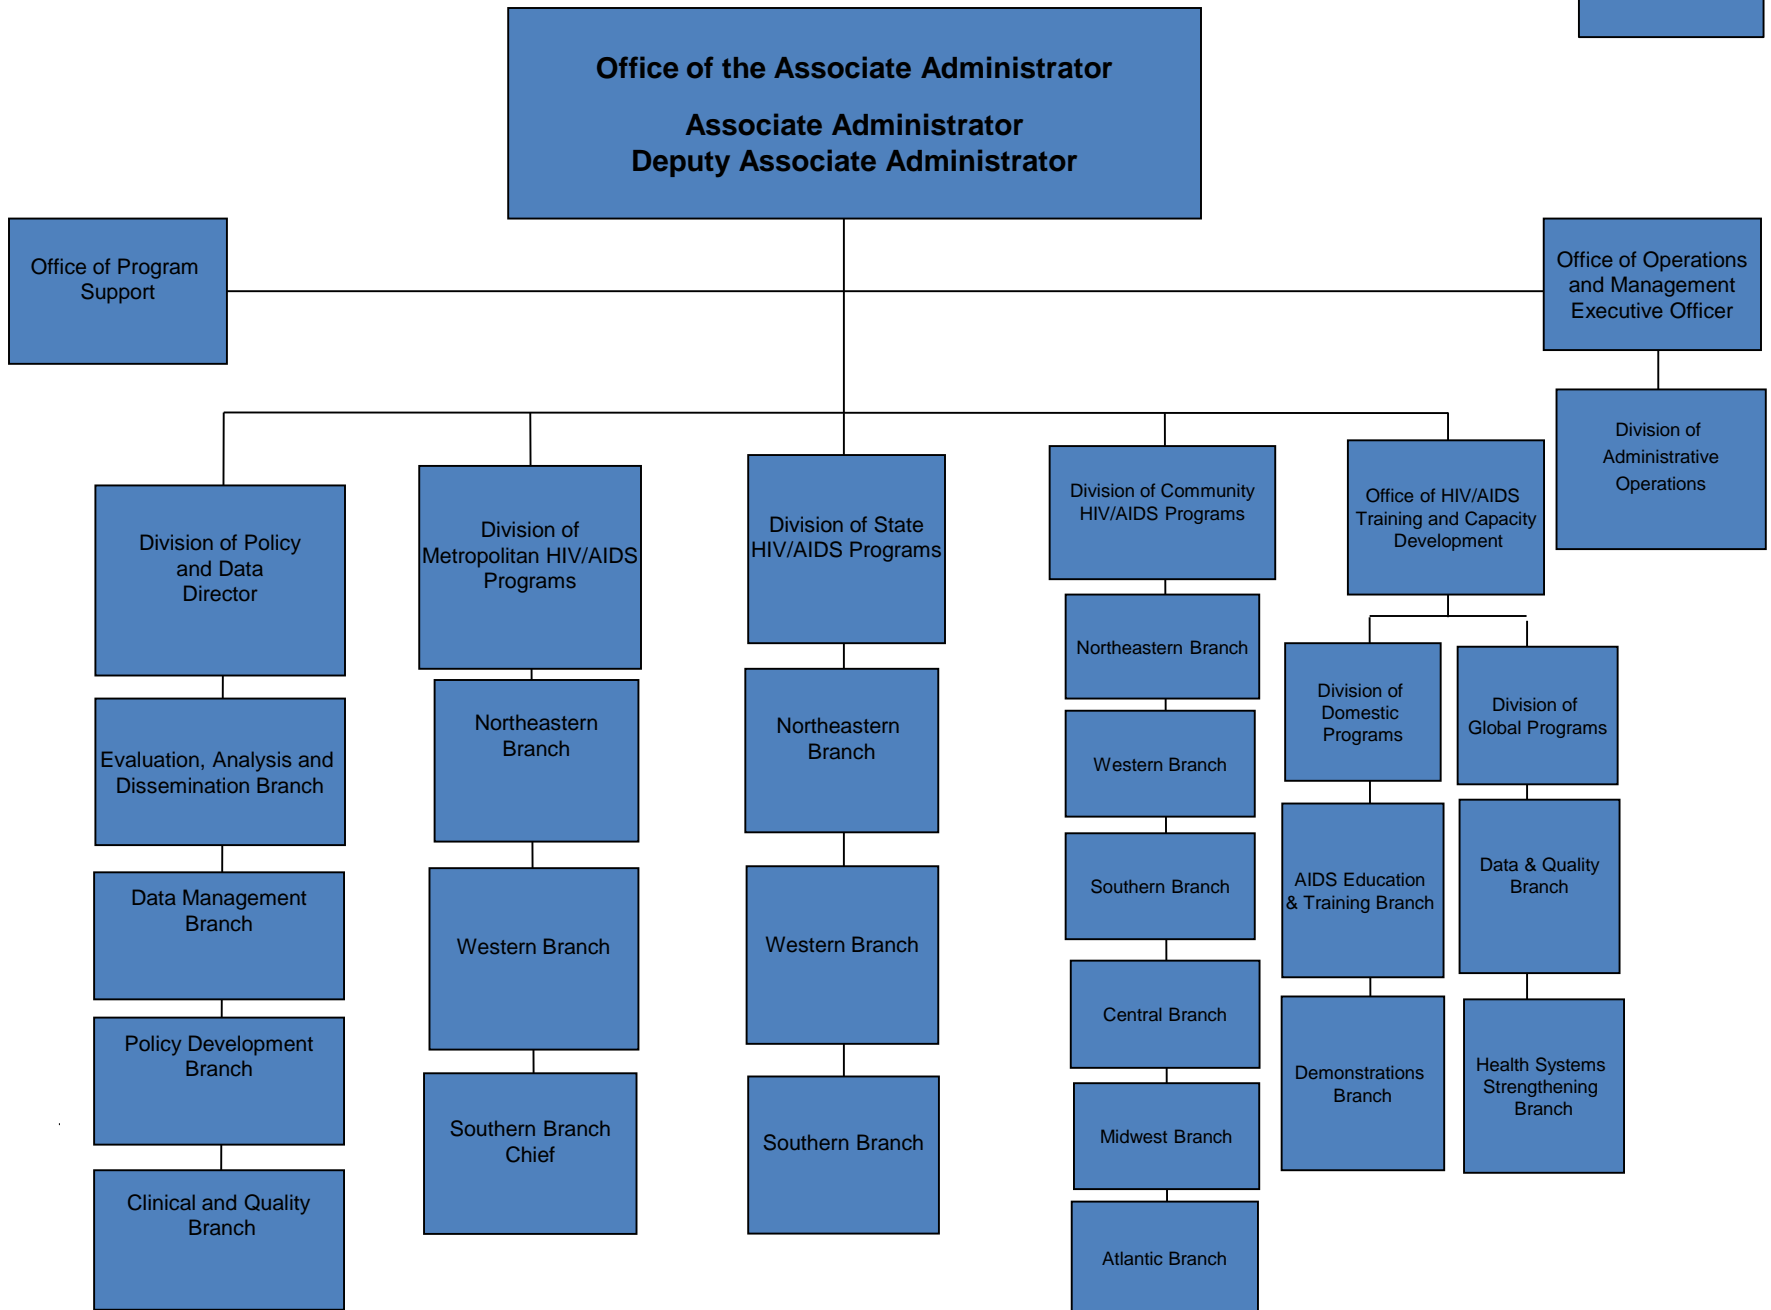 Office of the Associate Administrator
Associate Administrator
Deputy Associate Administrator
Office of Program
Support
Office of Operations
and Management
Executive Officer
Division of
Administrative
Operations
Division of Policy
and Data
Director
Evaluation, Analysis and
Dissemination Branch
Data Management
Branch
Policy Development
Branch
Clinical and Quality
Branch
Division of
Metropolitan HIV/AIDS
Programs
Northeastern
Branch
Western Branch
Southern Branch
Chief
Division of State
HIV/AIDS Programs
Northeastern
Branch
Western Branch
Southern Branch
Division of Community
HIV/AIDS Programs
Northeastern Branch
Western Branch
Southern Branch
Central Branch
Midwest Branch
Atlantic Branch
Office of HIV/AIDS
Training and Capacity
Development
Division of
Domestic
Programs
AIDS Education
& Training Branch
Demonstrations
Branch
Division of
Global Programs
Data & Quality
Branch
Health Systems
Strengthening
Branch